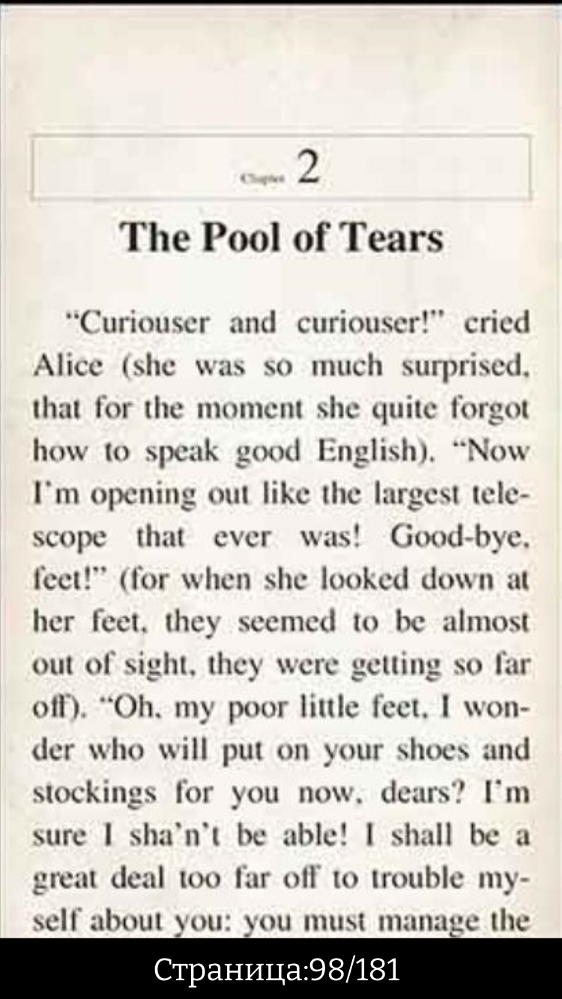 Chapter 2
The Pool of Tears
“Curiouser and curiouser!” cried
Alice (she was so much surprised,
that for the moment she quite forgot
how to speak good English). “Now
I’m opening out like the largest tele-
scope that ever was! Good-bye,
feet!” (for when she looked down at
her feet, they seemed to be almost
out of sight, they were getting so far
off). “Oh, my poor little feet, I won-
der who will put on your shoes and
stockings for you now, dears? I’m
sure I sha’n’t be able! I shall be a
great deal too far off to trouble my-
self about you: you must manage the
Страница:98/181